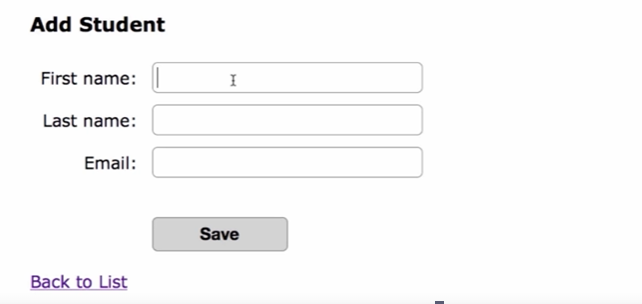 Add Student
First name:
Last name:
Email:
Save
Back to List